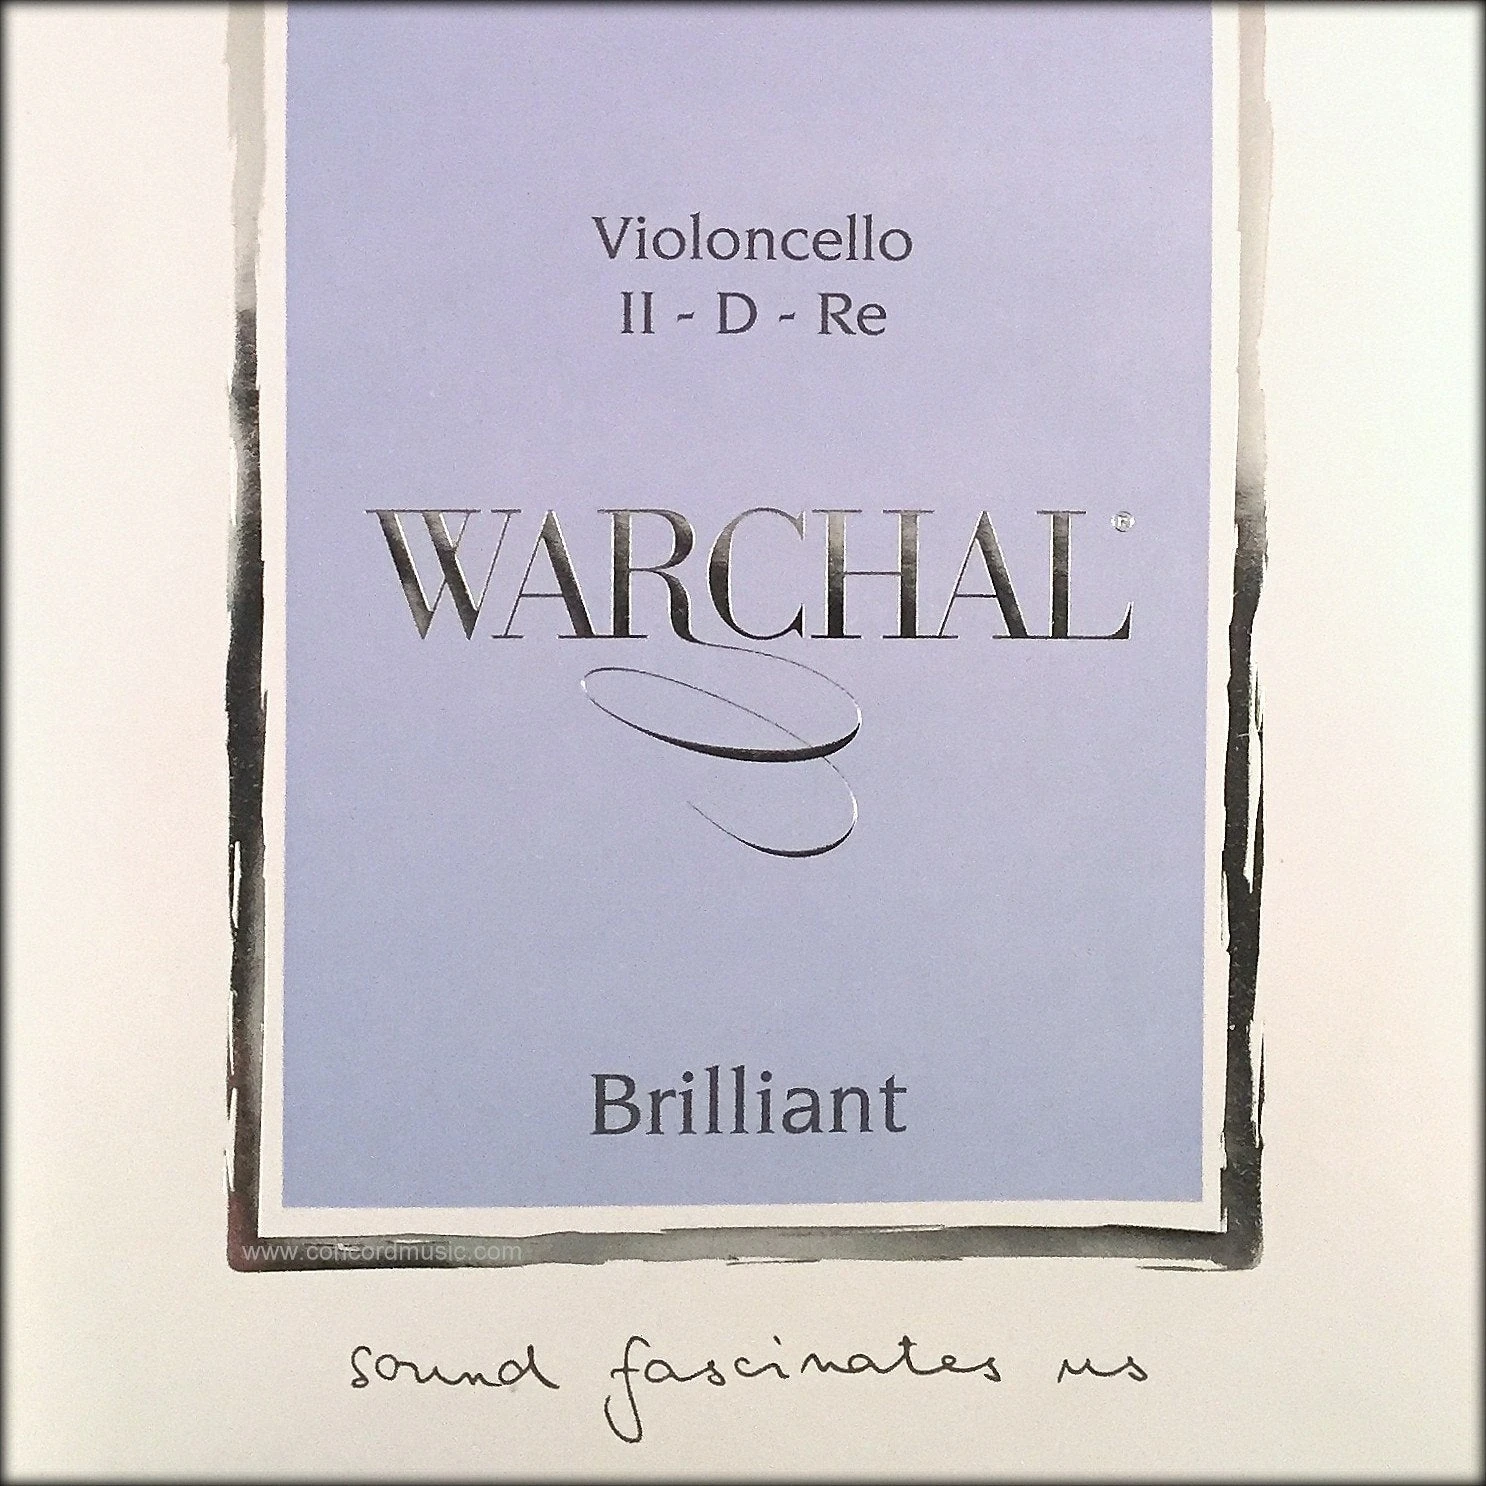 Violoncello
II - D - Re
WARCHAL®
Brilliant
www.concordmusic.com
sound fascinates us